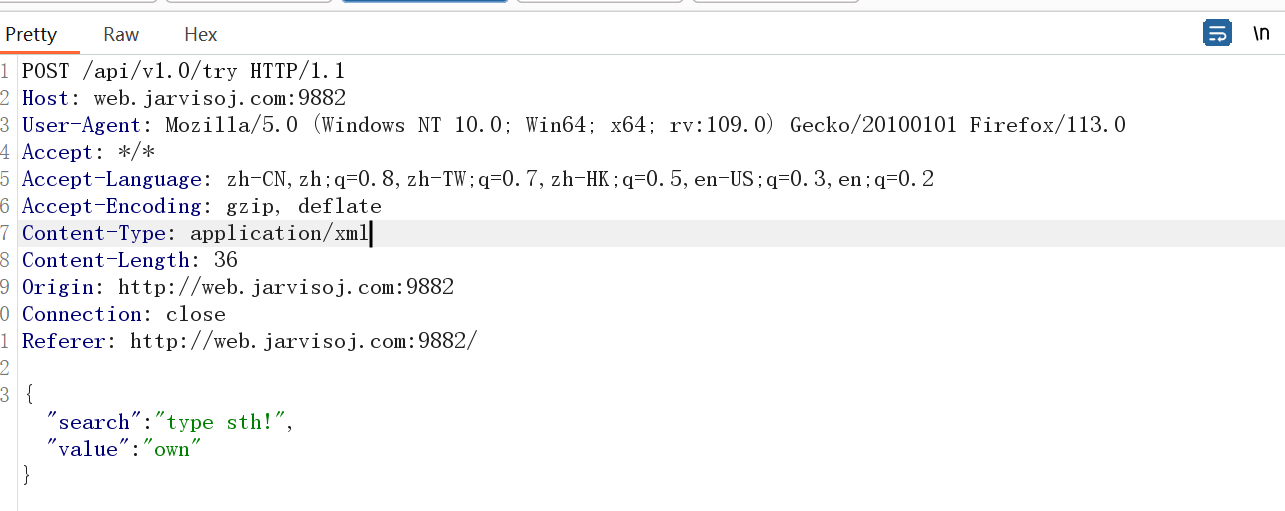 Pretty Raw Hex \n
1 POST /api/v1.0/try HTTP/1.1
2 Host: web.jarvisoj.com:9882
3 User-Agent: Mozilla/5.0 (Windows NT 10.0; Win64; x64; rv:109.0) Gecko/20100101 Firefox/113.0
4 Accept: */*
5 Accept-Language: zh-CN,zh;q=0.8,zh-TW;q=0.7,zh-HK;q=0.5,en-US;q=0.3,en;q=0.2
6 Accept-Encoding: gzip, deflate
7 Content-Type: application/xml
8 Content-Length: 36
9 Origin: http://web.jarvisoj.com:9882
0 Connection: close
1 Referer: http://web.jarvisoj.com:9882/
2
3 {
"search":"type sth!",
"value":"own"
}